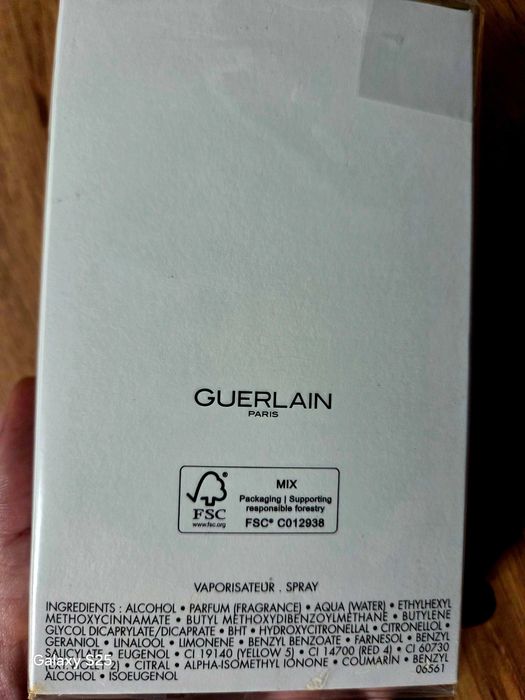 GUERLAIN
PARIS
FSC®
www.fsc.org
MIX
Packaging | Supporting
responsible forestry
FSC® C012938
VAPORISATEUR . SPRAY
INGREDIENTS : ALCOHOL • PARFUM (FRAGRANCE) • AQUA (WATER) • ETHYLHEXYL
METHOXYCINNAMATE • BUTYL METHOXYDIBENZOYLMETHANE • BUTYLENE
GLYCOL DICAPRYLATE/DICAPRATE • BHT • HYDROXYCITRONELLAL • CITRONELLOL •
GERANIOL • LINALOOL • LIMONENE • BENZYL BENZOATE • FARNESOL • BENZYL
SALICYLATE • EUGENOL • CI 19140 (YELLOW 5) • CI 14700 (RED 4) • CI 60730
(EXT. VIOLET 2) • CITRAL • ALPHA-ISOMETHYL IONONE • COUMARIN • BENZYL
ALCOHOL • ISOEUGENOL 06561
Galaxy S25